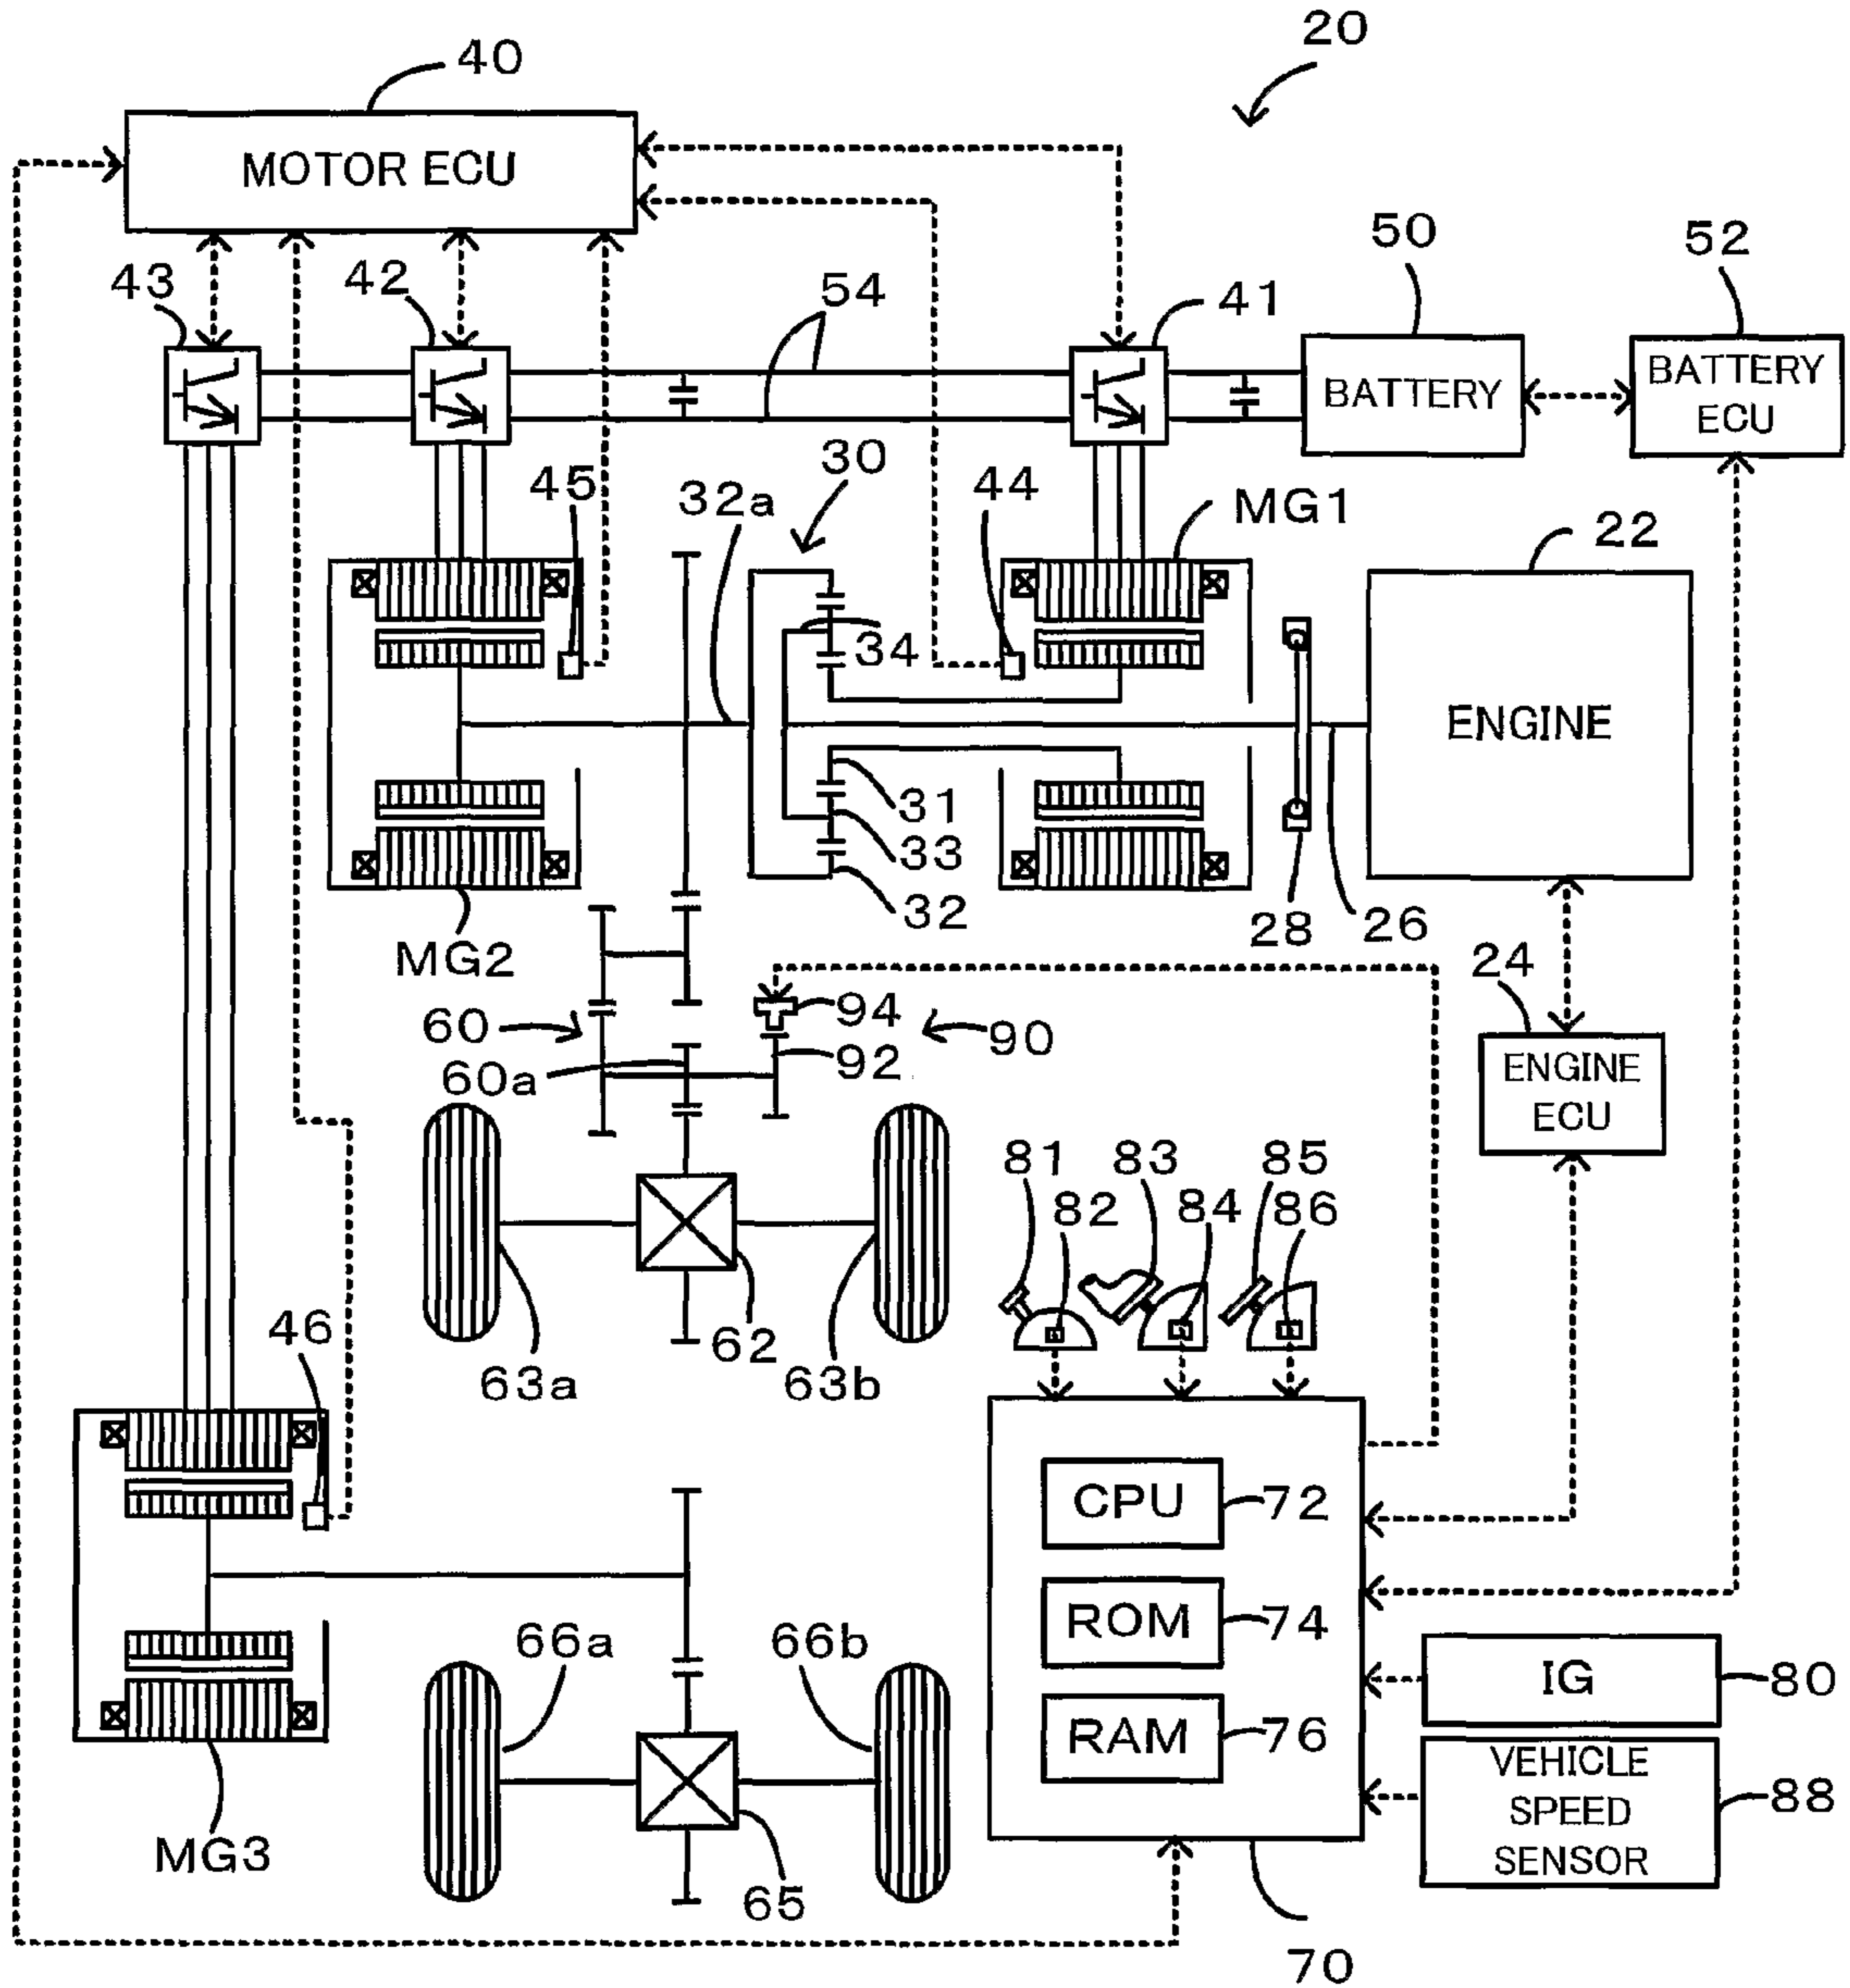 20
40
MOTOR ECU
50
52
43
42
54
41
BATTERY
BATTERY
ECU
30
45
32a
44
MG1
22
34
ENGINE
31
33
32
28
26
MG2
24
94
60
90
92
60a
ENGINE
ECU
81
83
85
82
84
86
46
62
63a
63b
CPU
72
ROM
74
66a
66b
IG
80
RAM
76
VEHICLE
SPEED
SENSOR
88
MG3
65
70